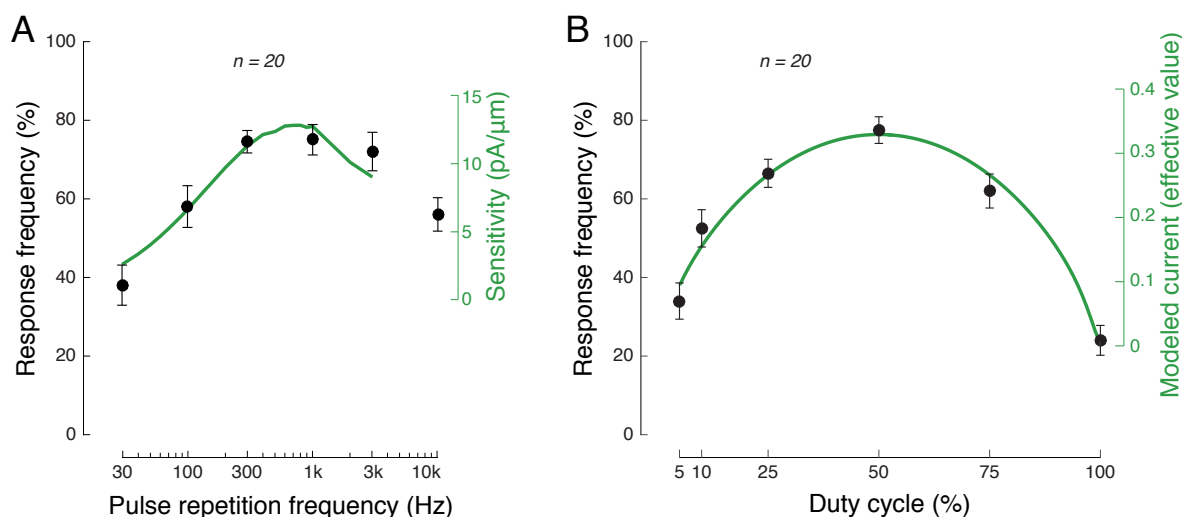 A
n = 20
Response frequency (%)
100
80
60
40
20
0
Sensitivity (pA/μm)
15
10
5
0
30
100
300
1k
3k
10k
Pulse repetition frequency (Hz)
B
n = 20
Response frequency (%)
100
80
60
40
20
0
Modeled current (effective value)
0.4
0.3
0.2
0.1
0
5
10
25
50
75
100
Duty cycle (%)